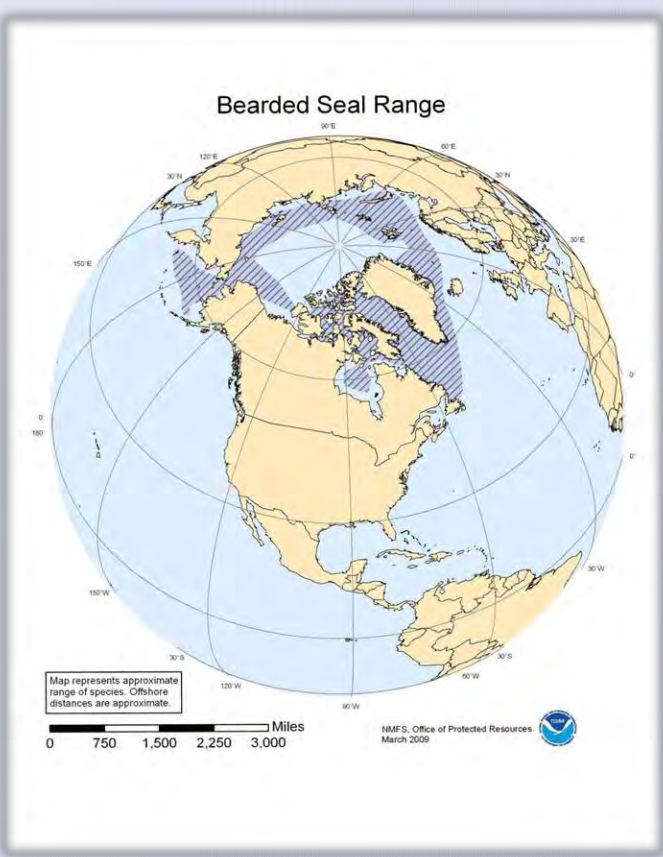 Bearded Seal Range
90°E
120°E
60°E
30°N
30°N
150°E
30°E
0°
0°
180°
0°
150°W
30°W
30°S
30°S
120°W
60°W
90°W
Map represents approximate
range of species. Offshore
distances are approximate.
Miles
0 750 1,500 2,250 3,000
NMFS, Office of Protected Resources
March 2009
NOAA